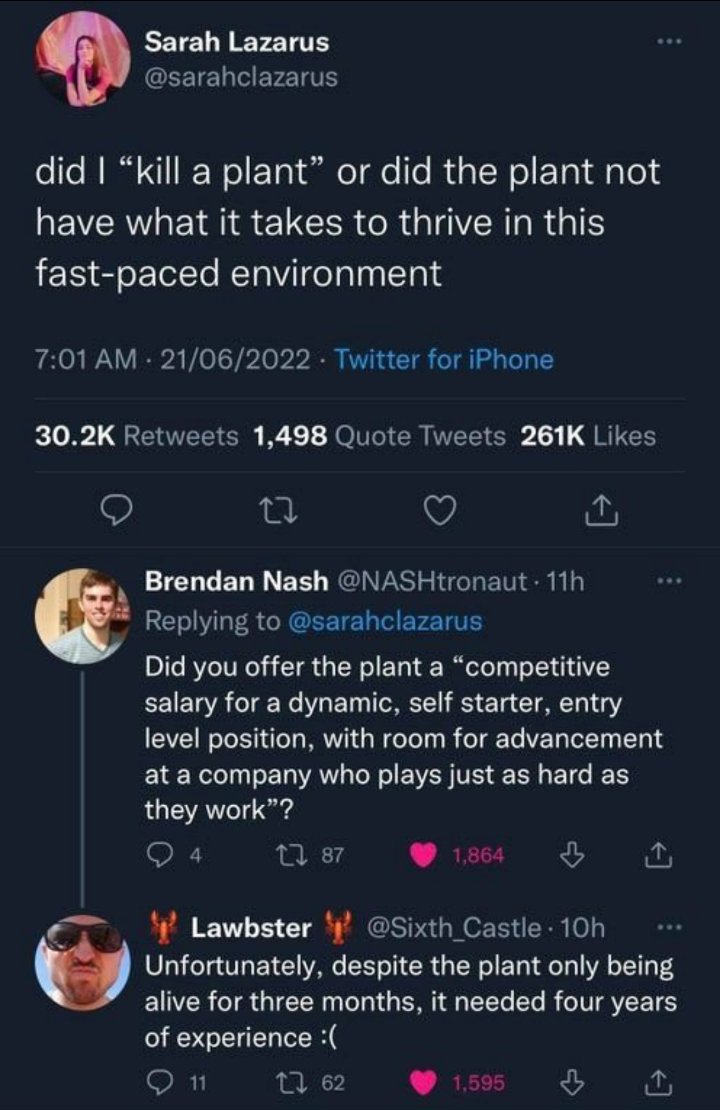 Sarah Lazarus
@sarahclazarus
did I “kill a plant” or did the plant not
have what it takes to thrive in this
fast-paced environment
7:01 AM · 21/06/2022 · Twitter for iPhone
30.2K Retweets 1,498 Quote Tweets 261K Likes
Brendan Nash @NASHtronaut · 11h
Replying to @sarahclazarus
Did you offer the plant a “competitive
salary for a dynamic, self starter, entry
level position, with room for advancement
at a company who plays just as hard as
they work”?
4 87 1,864
🦞 Lawbster 🦞 @Sixth_Castle · 10h
Unfortunately, despite the plant only being
alive for three months, it needed four years
of experience :(
11 62 1,595